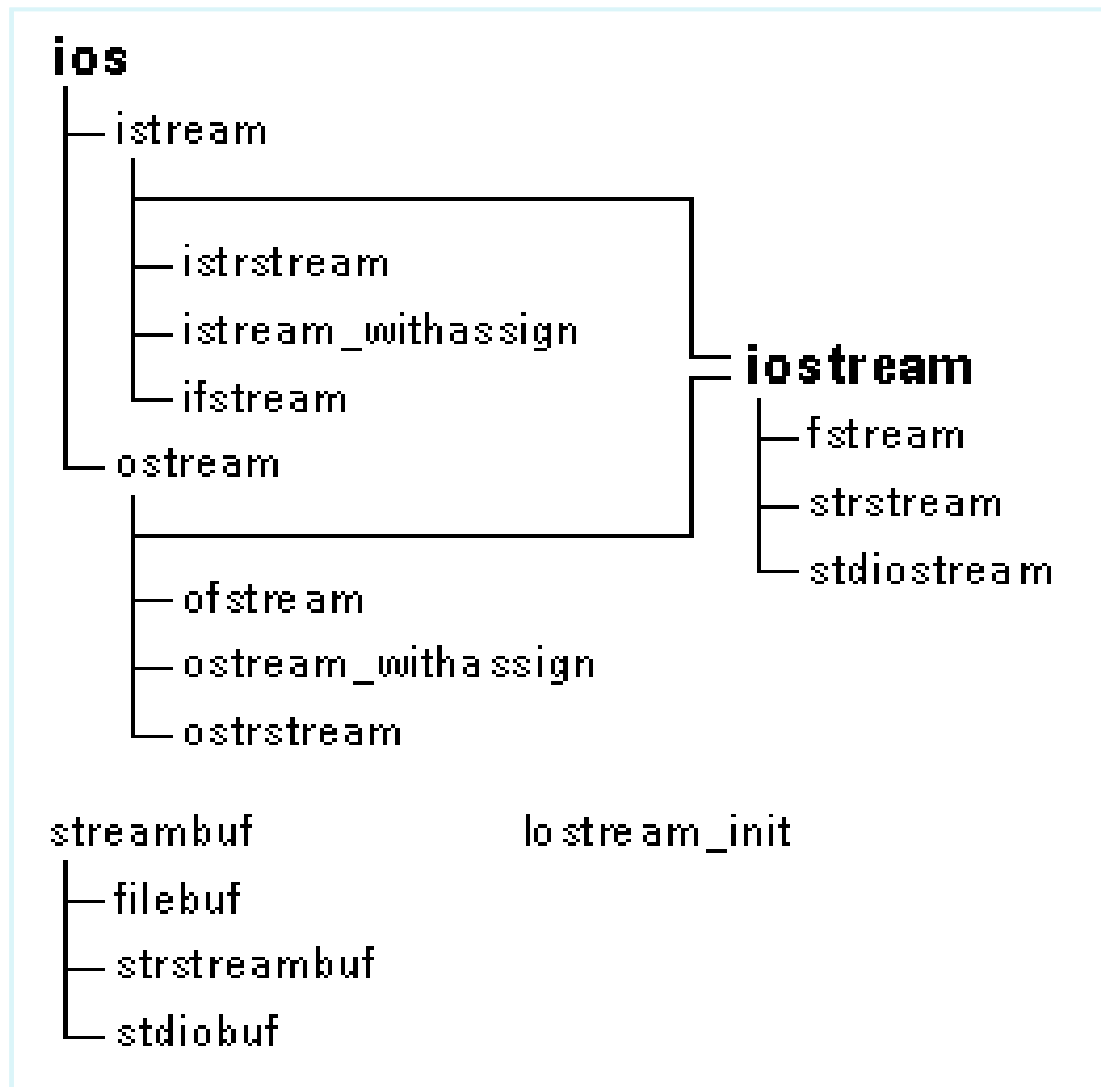 ios
istream
istrstream
istream_withassign
ifstream
ostream
ofstream
ostream_withassign
ostrstream
iostream
fstream
strstream
stdiostream
streambuf
filebuf
strstreambuf
stdiobuf
Iostream_init